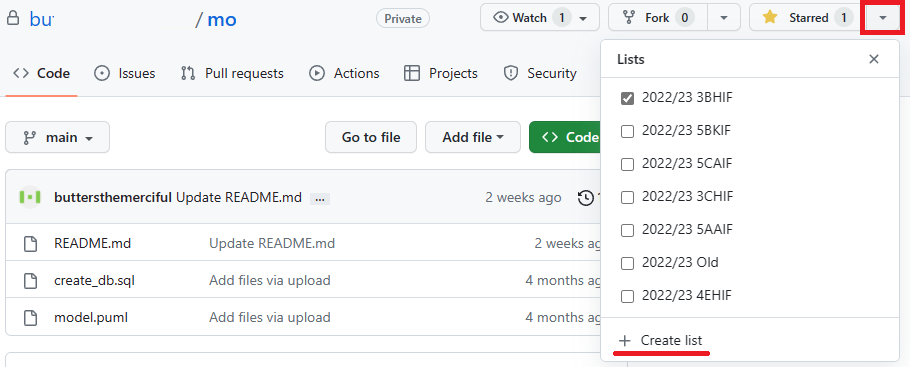 but
/ mo
Private
Watch 1
Fork 0
Starred 1
Code
Issues
Pull requests
Actions
Projects
Security
Lists
2022/23 3BHIF
2022/23 5BKIF
2022/23 5CAIF
2022/23 3CHIF
2022/23 5AAIF
2022/23 Old
2022/23 4EHIF
Create list
main
Go to file
Add file
Code
buttersthemerciful Update README.md ...
2 weeks ago
README.md Update README.md 2 weeks ag
create_db.sql Add files via upload 4 months ag
model.puml Add files via upload 4 months ag